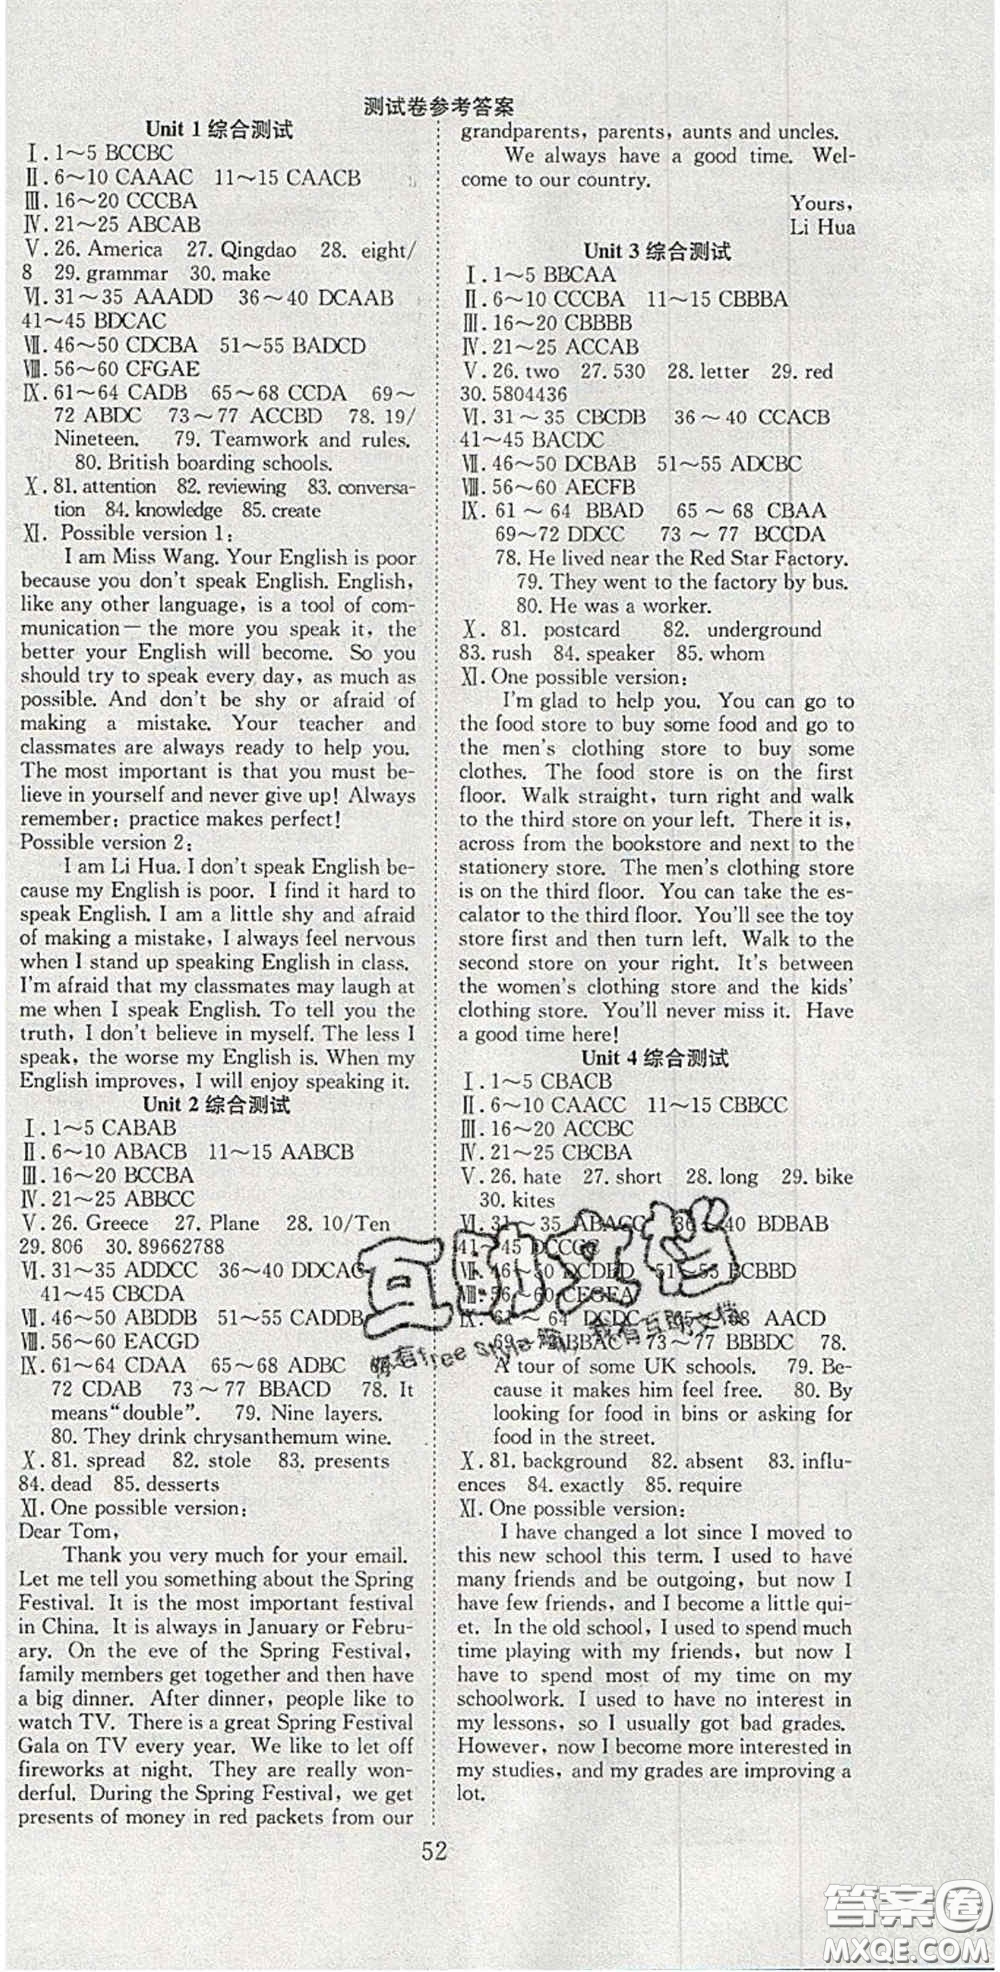 测试卷参考答案
Unit 1 综合测试
Ⅰ. 1～5 BCCBC
Ⅱ. 6～10 CAAAC 11～15 CAACB
Ⅲ. 16～20 CCCBA
Ⅳ. 21～25 ABCAB
Ⅴ. 26. America 27. Qingdao 28. eight/
8 29. grammar 30. make
Ⅵ. 31～35 AAADD 36～40 DCAAB
41～45 BDCAC
Ⅶ. 46～50 CDCBA 51～55 BADCD
Ⅷ. 56～60 CFGAE
Ⅸ. 61～64 CADB 65～68 CCDA 69～
72 ABDC 73～77 ACCBD 78. 19/
Nineteen. 79. Teamwork and rules.
80. British boarding schools.
Ⅹ. 81. attention 82. reviewing 83. conversa-
tion 84. knowledge 85. create
Ⅺ. Possible version 1:
I am Miss Wang. Your English is poor
because you don't speak English. English,
like any other language, is a tool of com-
munication— the more you speak it, the
better your English will become. So you
should try to speak every day, as much as
possible. And don't be shy or afraid of
making a mistake. Your teacher and
classmates are always ready to help you.
The most important is that you must be-
lieve in yourself and never give up! Always
remember: practice makes perfect!
Possible version 2:
I am Li Hua. I don't speak English be-
cause my English is poor. I find it hard to
speak English. I am a little shy and afraid
of making a mistake, I always feel nervous
when I stand up speaking English in class.
I'm afraid that my classmates may laugh at
me when I speak English. To tell you the
truth, I don't believe in myself. The less I
speak, the worse my English is. When my
English improves, I will enjoy speaking it.
Unit 2 综合测试
Ⅰ. 1～5 CABAB
Ⅱ. 6～10 ABACB 11～15 AABCB
Ⅲ. 16～20 BCCBA
Ⅳ. 21～25 ABBCC
Ⅴ. 26. Greece 27. Plane 28. 10/Ten
29. 806 30. 89662788
Ⅵ. 31～35 ADDCC 36～40 DDCAC
41～45 CBCDA
Ⅶ. 46～50 ABDDB 51～55 CADDB
Ⅷ. 56～60 EACGD
Ⅸ. 61～64 CDAA 65～68 ADBC
72 CDAB 73～77 BBACD 78. It
means"double". 79. Nine layers.
80. They drink chrysanthemum wine.
Ⅹ. 81. spread 82. stole 83. presents
84. dead 85. desserts
Ⅺ. One possible version:
Dear Tom,
Thank you very much for your email.
Let me tell you something about the Spring
Festival. It is the most important festival
in China. It is always in January or Febru-
ary. On the eve of the Spring Festival,
family members get together and then have
a big dinner. After dinner, people like to
watch TV. There is a great Spring Festival
Gala on TV every year. We like to let off
fireworks at night. They are really won-
derful. During the Spring Festival, we get
presents of money in red packets from our
grandparents, parents, aunts and uncles.
We always have a good time. Wel-
come to our country.
Yours,
Li Hua
Unit 3 综合测试
Ⅰ. 1～5 BBCAA
Ⅱ. 6～10 CCCBA 11～15 CBBBA
Ⅲ. 16～20 CBBBB
Ⅳ. 21～25 ACCAB
Ⅴ. 26. two 27. 530 28. letter 29. red
30. 5804436
Ⅵ. 31～35 CBCDB 36～40 CCACB
41～45 BACDC
Ⅶ. 46～50 DCBAB 51～55 ADCBC
Ⅷ. 56～60 AECFB
Ⅸ. 61～64 BBAD 65～68 CBAA
69～72 DDCC 73～77 BCCDA
78. He lived near the Red Star Factory.
79. They went to the factory by bus.
80. He was a worker.
Ⅹ. 81. postcard 82. underground
83. rush 84. speaker 85. whom
Ⅺ. One possible version:
I'm glad to help you. You can go to
the food store to buy some food and go to
the men's clothing store to buy some
clothes. The food store is on the first
floor. Walk straight, turn right and walk
to the third store on your left. There it is,
across from the bookstore and next to the
stationery store. The men's clothing store
is on the third floor. You can take the es-
calator to the third floor. You'll see the toy
store first and then turn left. Walk to the
second store on your right. It's between
the women's clothing store and the kids'
clothing store. You'll never miss it. Have
a good time here!
Unit 4 综合测试
Ⅰ. 1～5 CBACB
Ⅱ. 6～10 CAACC 11～15 CBBCC
Ⅲ. 16～20 ACCBC
Ⅳ. 21～25 CBCBA
Ⅴ. 26. hate 27. short 28. long 29. bike
30. kites
Ⅵ. 31～35 ABACC 36～40 BDBAB
41～45
Ⅶ. 46～50 51～55 BCBBD
Ⅷ. 56～60 CEGEA
Ⅸ. 61～64 DCDC 65～68 AACD
69～72 BBAC 73～77 BBBDC 78.
A tour of some UK schools. 79. Be-
cause it makes him feel free. 80. By
looking for food in bins or asking for
food in the street.
Ⅹ. 81. background 82. absent 83. influ-
ences 84. exactly 85. require
Ⅺ. One possible version:
I have changed a lot since I moved to
this new school this term. I used to have
many friends and be outgoing, but now I
have few friends, and I become a little qui-
et. In the old school, I used to spend much
time playing with my friends, but now I
have to spend most of my time on my
schoolwork. I used to have no interest in
my lessons, so I usually got bad grades.
However, now I become more interested in
my studies, and my grades are improving a
lot.
互助文档
52
答案圈
MXQE.COM